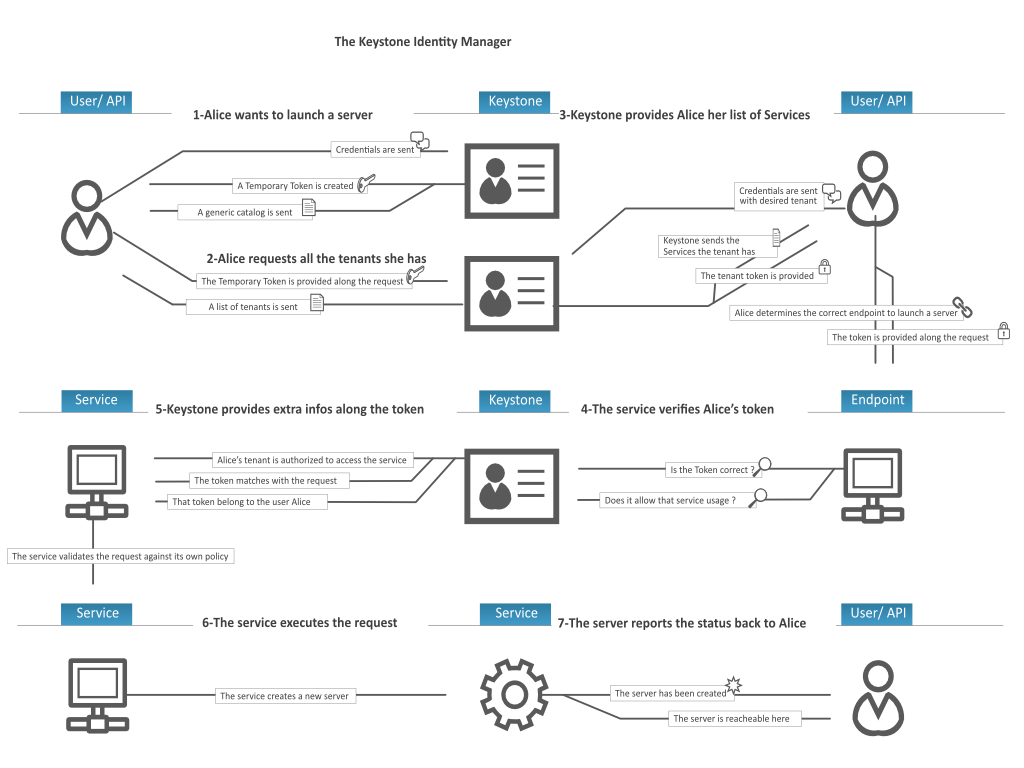 The Keystone Identity Manager
User/ API
1-Alice wants to launch a server
Keystone
3-Keystone provides Alice her list of Services
User/ API
Credentials are sent
A Temporary Token is created
A generic catalog is sent
Credentials are sent
with desired tenant
Keystone sends the
Services the tenant has
The tenant token is provided
2-Alice requests all the tenants she has
The Temporary Token is provided along the request
A list of tenants is sent
Alice determines the correct endpoint to launch a server
The token is provided along the request
Service
5-Keystone provides extra infos along the token
Keystone
4-The service verifies Alice's token
Endpoint
Alice's tenant is authorized to access the service
The token matches with the request
That token belong to the user Alice
Is the Token correct ?
Does it allow that service usage ?
The service validates the request against its own policy
Service
6-The service executes the request
Service
7-The server reports the status back to Alice
User/ API
The service creates a new server
The server has been created
The server is reacheable here